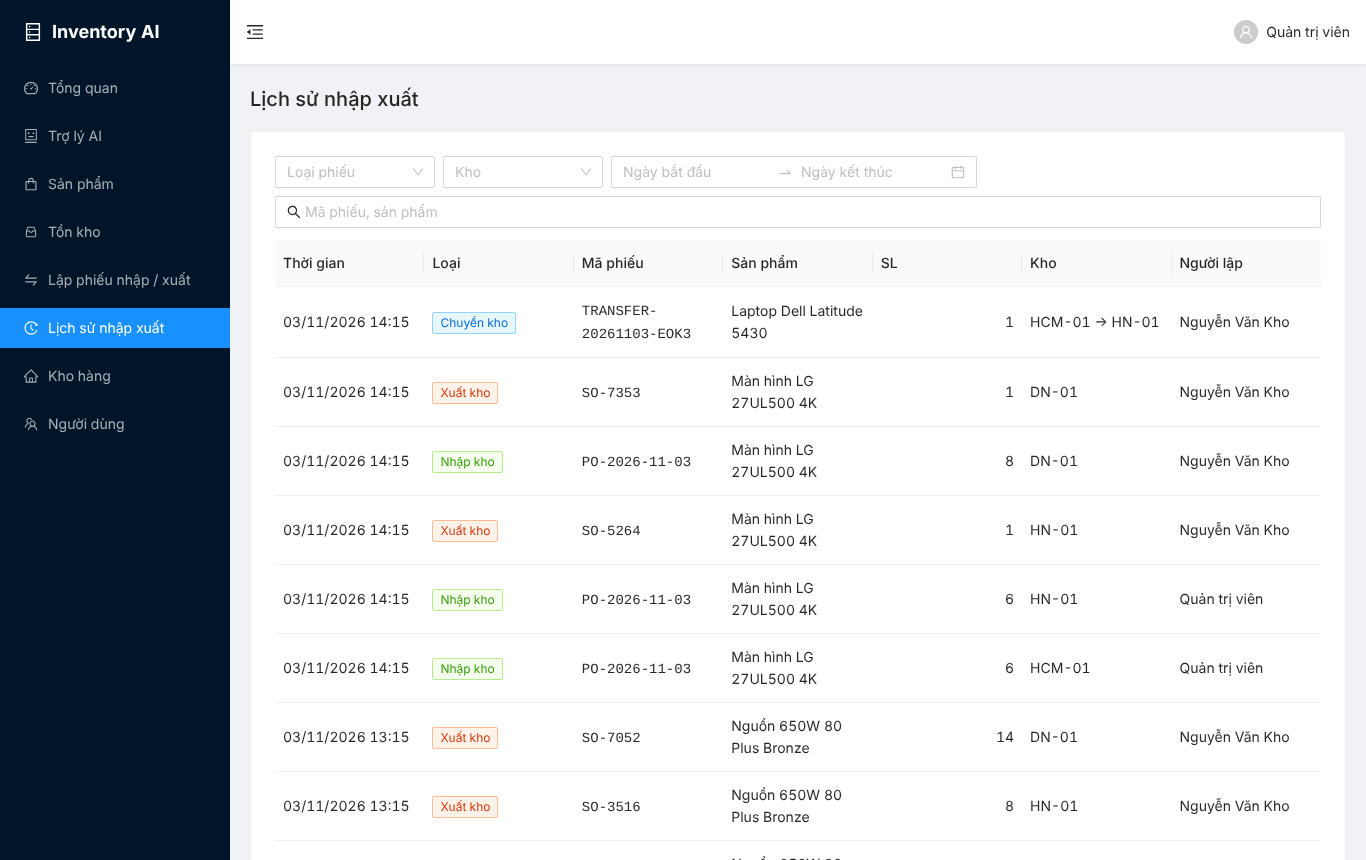 Inventory AI
Quản trị viên
Tổng quan
Trợ lý AI
Sản phẩm
Tồn kho
Lập phiếu nhập / xuất
Lịch sử nhập xuất
Kho hàng
Người dùng
Lịch sử nhập xuất
Loại phiếu Kho Ngày bắt đầu Ngày kết thúc
Mã phiếu, sản phẩm
Thời gian Loại Mã phiếu Sản phẩm SL Kho Người lập
03/11/2026 14:15 Chuyển kho TRANSFER-20261103-EOK3 Laptop Dell Latitude 5430 1 HCM-01 → HN-01 Nguyễn Văn Kho
03/11/2026 14:15 Xuất kho SO-7353 Màn hình LG 27UL500 4K 1 DN-01 Nguyễn Văn Kho
03/11/2026 14:15 Nhập kho PO-2026-11-03 Màn hình LG 27UL500 4K 8 DN-01 Nguyễn Văn Kho
03/11/2026 14:15 Xuất kho SO-5264 Màn hình LG 27UL500 4K 1 HN-01 Nguyễn Văn Kho
03/11/2026 14:15 Nhập kho PO-2026-11-03 Màn hình LG 27UL500 4K 6 HN-01 Quản trị viên
03/11/2026 14:15 Nhập kho PO-2026-11-03 Màn hình LG 27UL500 4K 6 HCM-01 Quản trị viên
03/11/2026 13:15 Xuất kho SO-7052 Nguồn 650W 80 Plus Bronze 14 DN-01 Nguyễn Văn Kho
03/11/2026 13:15 Xuất kho SO-3516 Nguồn 650W 80 Plus Bronze 8 HN-01 Nguyễn Văn Kho